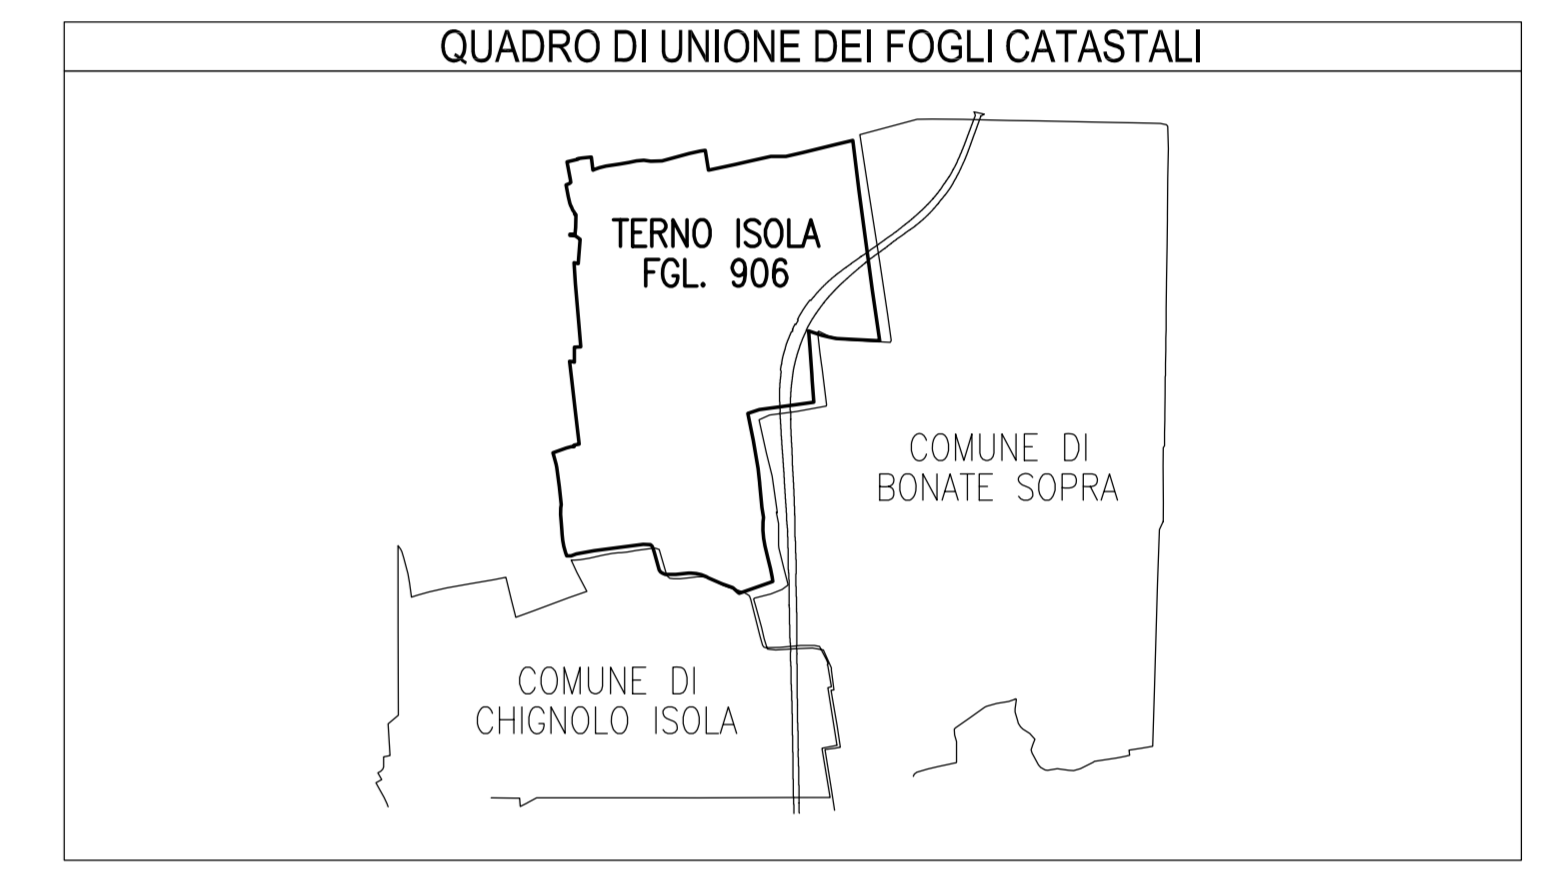 QUADRO DI UNIONE DEI FOGLI CATASTALI
TERNO ISOLA
FGL. 906
COMUNE DI
BONATE SOPRA
COMUNE DI
CHIGNOLO ISOLA